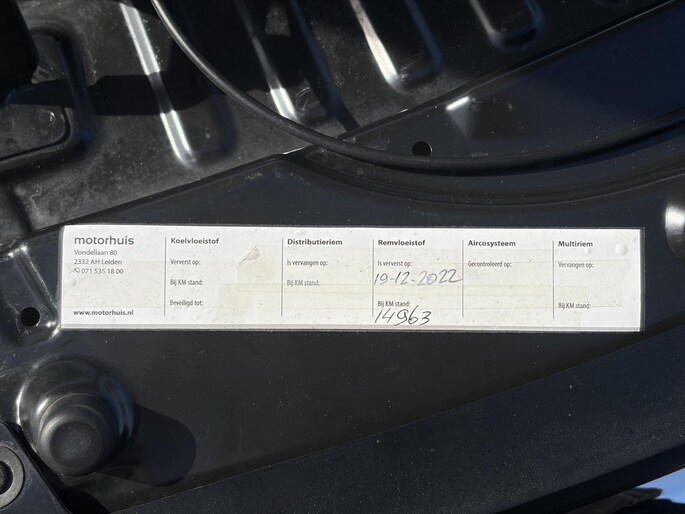 motorhuis
Vondellaan 80
2332 AH Leiden
071 535 18 00
www.motorhuis.nl
Koelvloeistof
Ververst op:
Bij KM stand:
Beveiligd tot:
Distributieriem
Is vervangen op:
Bij KM stand:
Remvloeistof
Is ververst op:
19-12-2022
Bij KM stand:
14963
Aircosysteem
Gecontroleerd op:
Multiriem
Is vervangen op:
Bij KM stand: